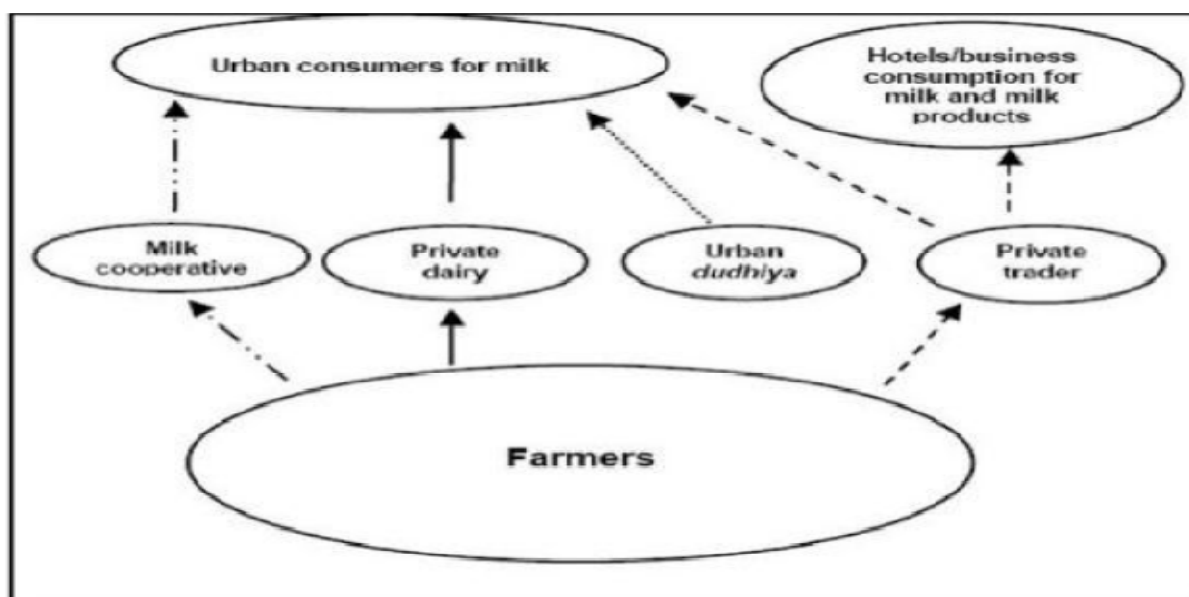 Urban consumers for milk
Hotels/business
consumption for
milk and milk
products
Milk
cooperative
Private
dairy
Urban
dudhiya
Private
trader
Farmers